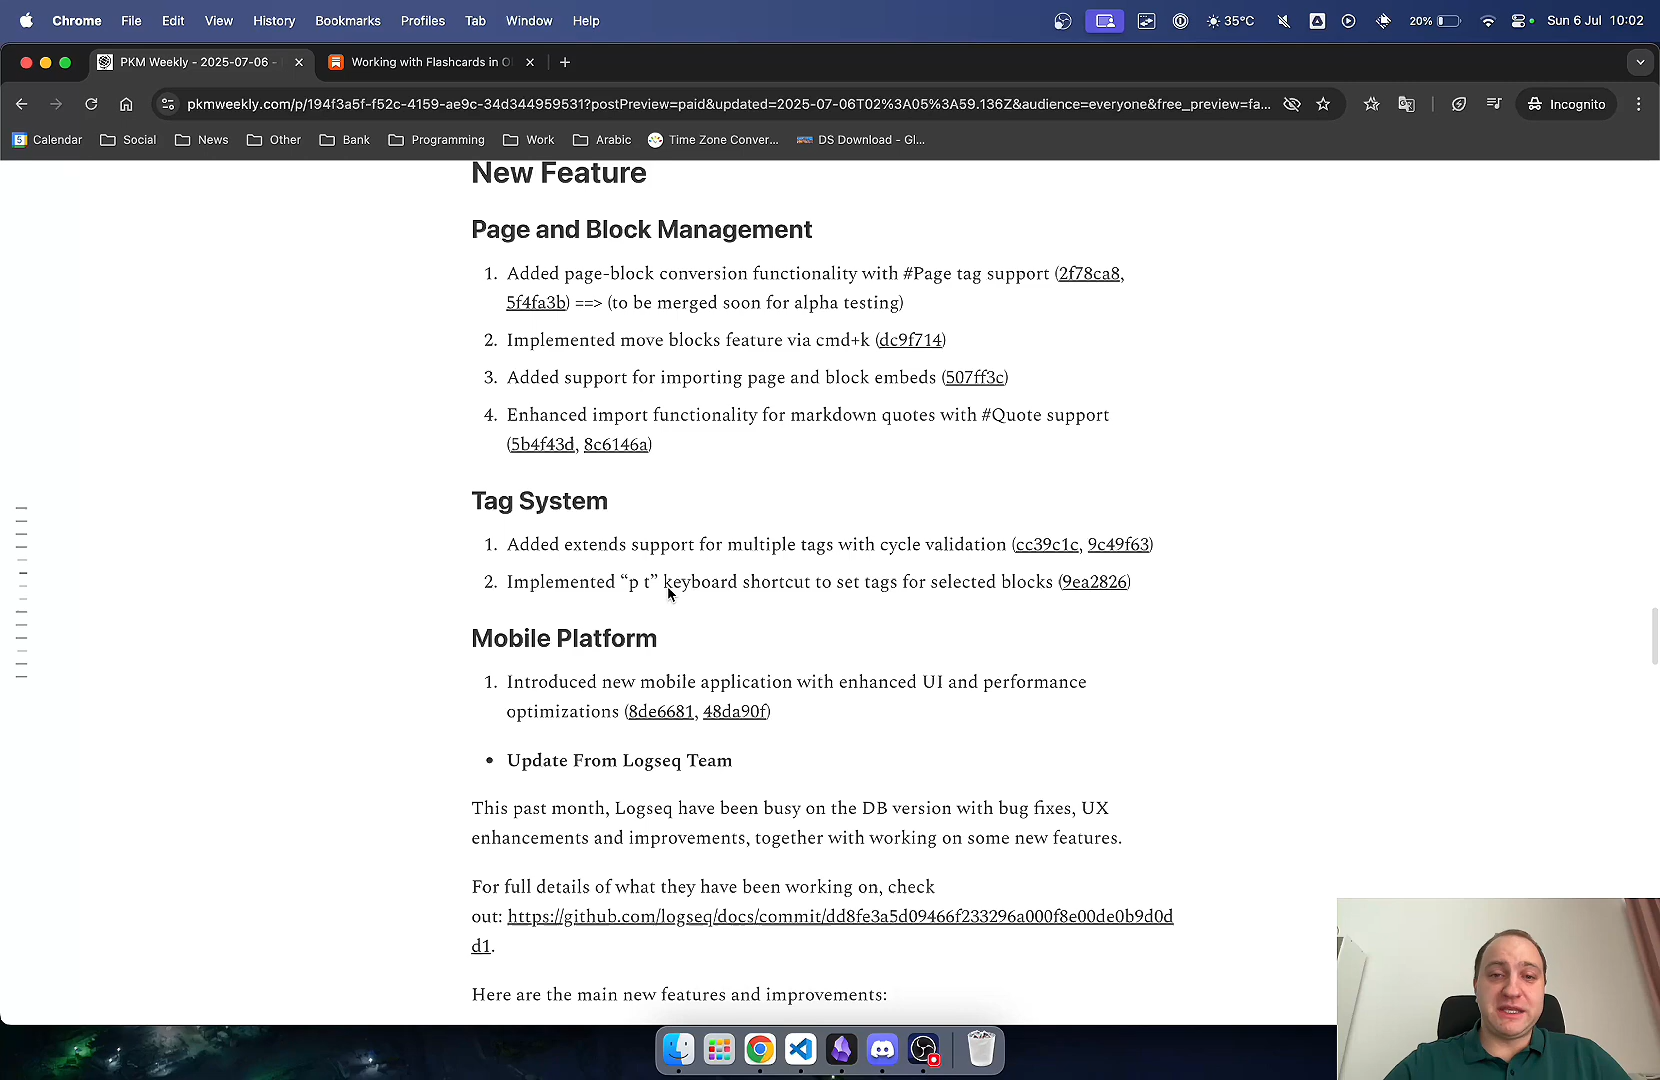 Chrome File Edit View History Bookmarks Profiles Tab Window Help 35°C 20% Sun 6 Jul 10:02
PKM Weekly - 2025-07-06 - Working with Flashcards in O
pkmweekly.com/p/194f3a5f-f52c-4159-ae9c-34d344959531?postPreview=paid&updated=2025-07-06T02%3A05%3A59.136Z&audience=everyone&free_preview=fa... Incognito
5 Calendar Social News Other Bank Programming Work Arabic Time Zone Conver... DS Download - Gl...
New Feature
Page and Block Management
1. Added page-block conversion functionality with #Page tag support (2f78ca8,
5f4fa3b) ==> (to be merged soon for alpha testing)
2. Implemented move blocks feature via cmd+k (dc9f714)
3. Added support for importing page and block embeds (507ff3c)
4. Enhanced import functionality for markdown quotes with #Quote support
(5b4f43d, 8c6146a)
Tag System
1. Added extends support for multiple tags with cycle validation (cc39c1c, 9c49f63)
2. Implemented “p t” keyboard shortcut to set tags for selected blocks (9ea2826)
Mobile Platform
1. Introduced new mobile application with enhanced UI and performance
optimizations (8de6681, 48da90f)
• Update From Logseq Team
This past month, Logseq have been busy on the DB version with bug fixes, UX
enhancements and improvements, together with working on some new features.
For full details of what they have been working on, check
out: https://github.com/logseq/docs/commit/dd8fe3a5d09466f233296a000f8e00de0b9d0d
d1.
Here are the main new features and improvements: